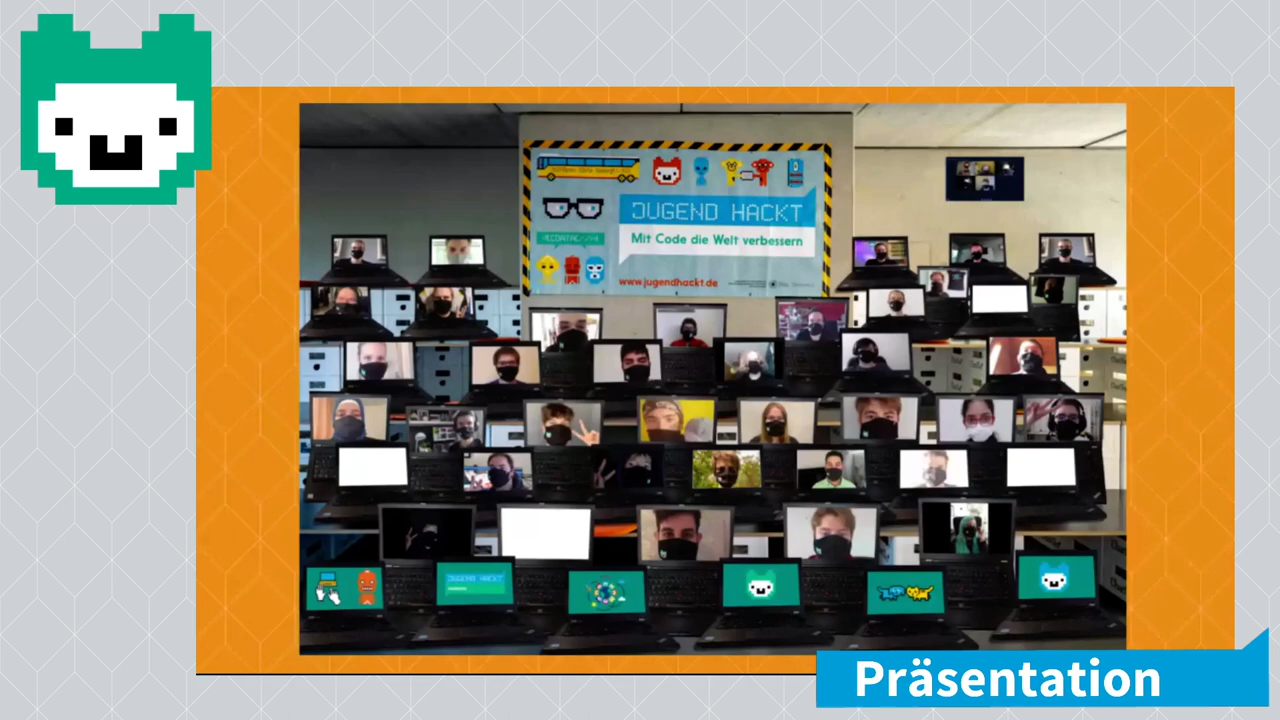 JUGEND HACKT
Mit Code die Welt verbessern
www.jugendhackt.de
JUGEND HACKT
Präsentation